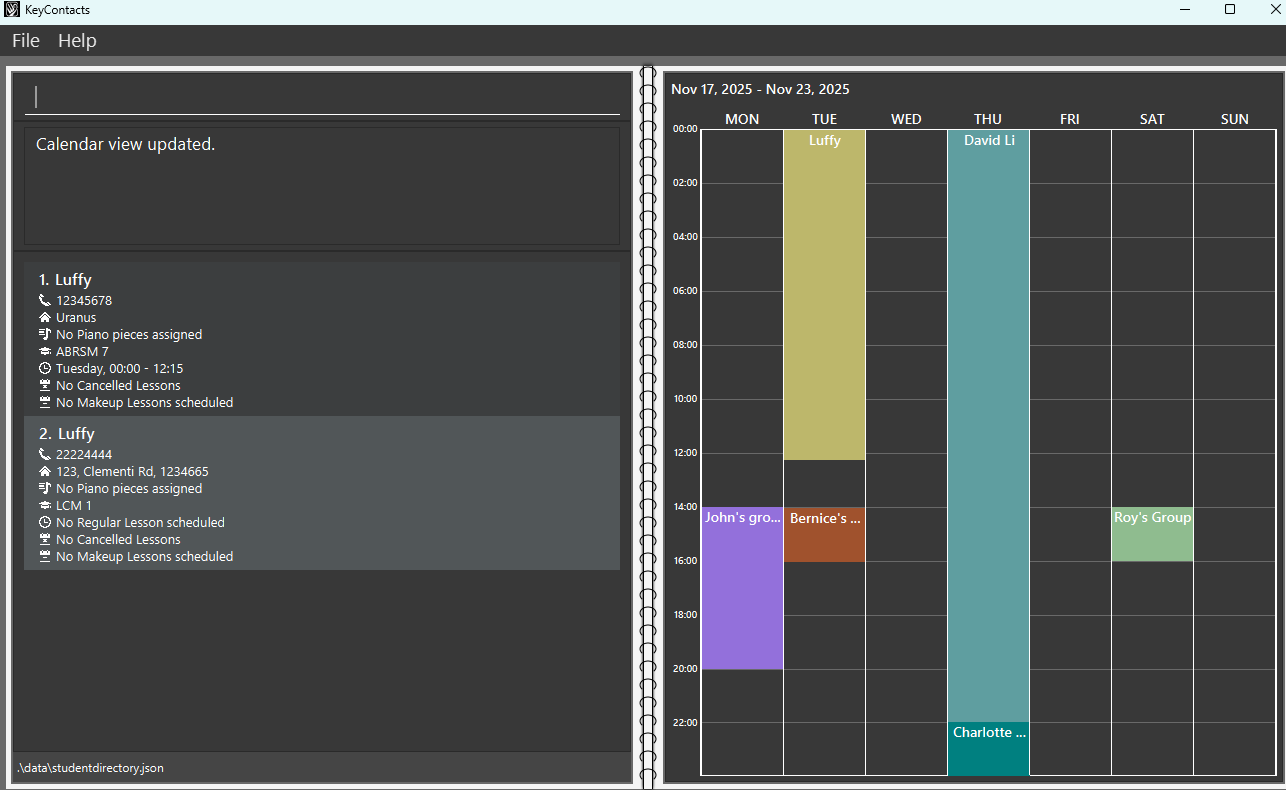 KeyContacts
File Help
Calendar view updated.
1. Luffy
12345678
Uranus
No Piano pieces assigned
ABRSM 7
Tuesday, 00:00 - 12:15
No Cancelled Lessons
No Makeup Lessons scheduled
2. Luffy
22224444
123, Clementi Rd, 1234665
No Piano pieces assigned
LCM 1
No Regular Lesson scheduled
No Cancelled Lessons
No Makeup Lessons scheduled
.\data\studentdirectory.json
Nov 17, 2025 - Nov 23, 2025
MON TUE WED THU FRI SAT SUN
00:00
Luffy David Li
02:00
04:00
06:00
08:00
10:00
12:00
14:00
John's gro... Bernice's ... Roy's Group
16:00
18:00
20:00
22:00
Charlotte ...